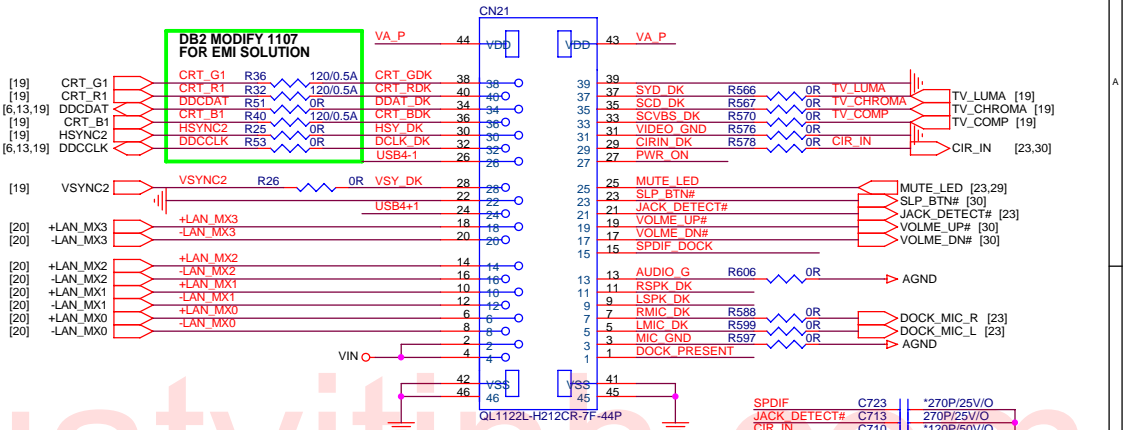 CN21
DB2 MODIFY 1107
FOR EMI SOLUTION
VA_P 44 VDD VDD 43 VA_P
A
[19] CRT_G1 CRT_G1 R36 120/0.5A CRT_GDK 38 38
[19] CRT_R1 CRT_R1 R32 120/0.5A CRT_RDK 40 40
[6,13,19] DDCDAT DDCDAT R51 0R DDAT_DK 34 34
[19] CRT_B1 CRT_B1 R40 120/0.5A CRT_BDK 36 36
[19] HSYNC2 HSYNC2 R25 0R HSY_DK 30 30
[6,13,19] DDCCLK DDCCLK R53 0R DCLK_DK 32 32
USB4-1 26 26
[19] VSYNC2 VSYNC2 R26 0R VSY_DK 28 28
22 22
USB4+1 24 24
[20] +LAN_MX3 +LAN_MX3 18 18
[20] -LAN_MX3 -LAN_MX3 20 20
[20] +LAN_MX2 +LAN_MX2 14 14
[20] -LAN_MX2 -LAN_MX2 16 16
[20] +LAN_MX1 +LAN_MX1 10 10
[20] -LAN_MX1 -LAN_MX1 12 12
[20] +LAN_MX0 +LAN_MX0 6 6
[20] -LAN_MX0 -LAN_MX0 8 8
2 2
VIN 4 4
42 VSS
46
39 39
37 37 SYD_DK R566 0R TV_LUMA TV_LUMA [19]
35 35 SCD_DK R567 0R TV_CHROMA TV_CHROMA [19]
33 33 SCVBS_DK R570 0R TV_COMP TV_COMP [19]
31 31 VIDEO_GND R576 0R
29 29 CIRIN_DK R578 0R CIR_IN CIR_IN [23,30]
27 27 PWR_ON
25 25 MUTE_LED MUTE_LED [23,29]
23 23 SLP_BTN# SLP_BTN# [30]
21 21 JACK_DETECT# JACK_DETECT# [23]
19 19 VOLME_UP# VOLME_UP# [30]
17 17 VOLME_DN# VOLME_DN# [30]
15 15 SPDIF_DOCK
13 13 AUDIO_G R606 0R AGND
11 11 RSPK_DK
9 9 LSPK_DK
7 7 RMIC_DK R588 0R DOCK_MIC_R [23]
5 5 LMIC_DK R599 0R DOCK_MIC_L [23]
3 3 MIC_GND R597 0R AGND
1 1 DOCK_PRESENT
VSS 41
45 45
QL1122L-H212CR-7F-44P
SPDIF C723 *270P/25V/O
JACK_DETECT# C713 270P/25V/O
CIR_IN C710 *120P/50V/O